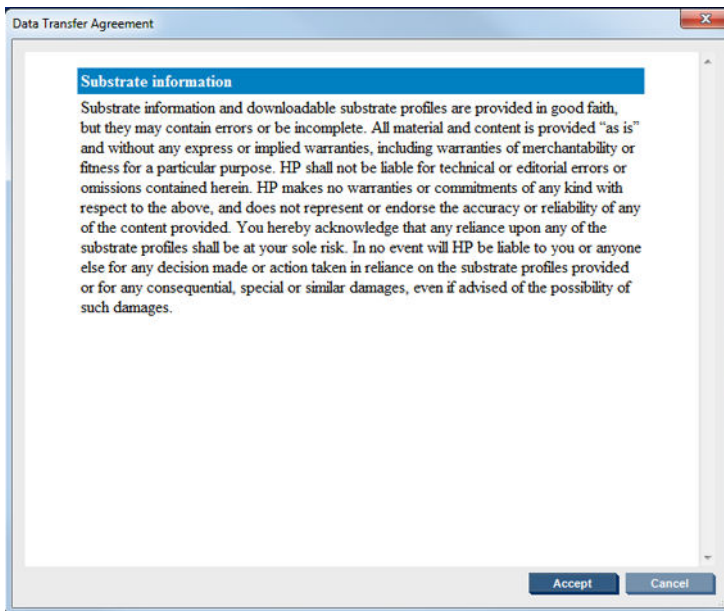 Data Transfer Agreement
Substrate information
Substrate information and downloadable substrate profiles are provided in good faith,
but they may contain errors or be incomplete. All material and content is provided “as is”
and without any express or implied warranties, including warranties of merchantability or
fitness for a particular purpose. HP shall not be liable for technical or editorial errors or
omissions contained herein. HP makes no warranties or commitments of any kind with
respect to the above, and does not represent or endorse the accuracy or reliability of any
of the content provided. You hereby acknowledge that any reliance upon any of the
substrate profiles shall be at your sole risk. In no event will HP be liable to you or anyone
else for any decision made or action taken in reliance on the substrate profiles provided
or for any consequential, special or similar damages, even if advised of the possibility of
such damages.
Accept Cancel